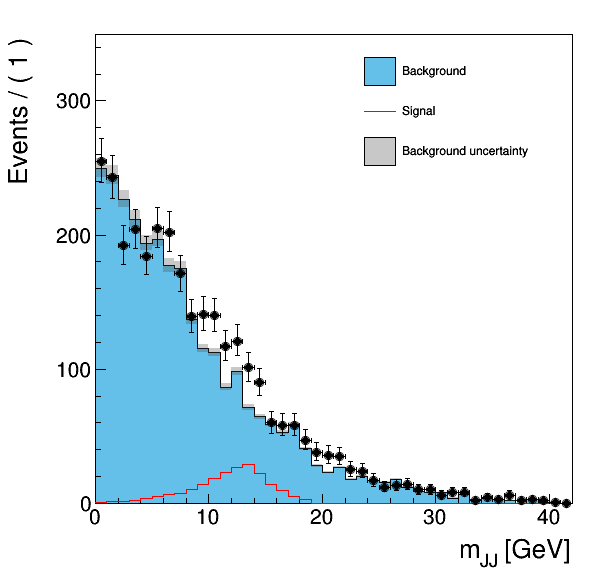 Events / ( 1 )
300
200
100
0
Background
Signal
Background uncertainty
0 10 20 30 40
m_JJ [GeV]